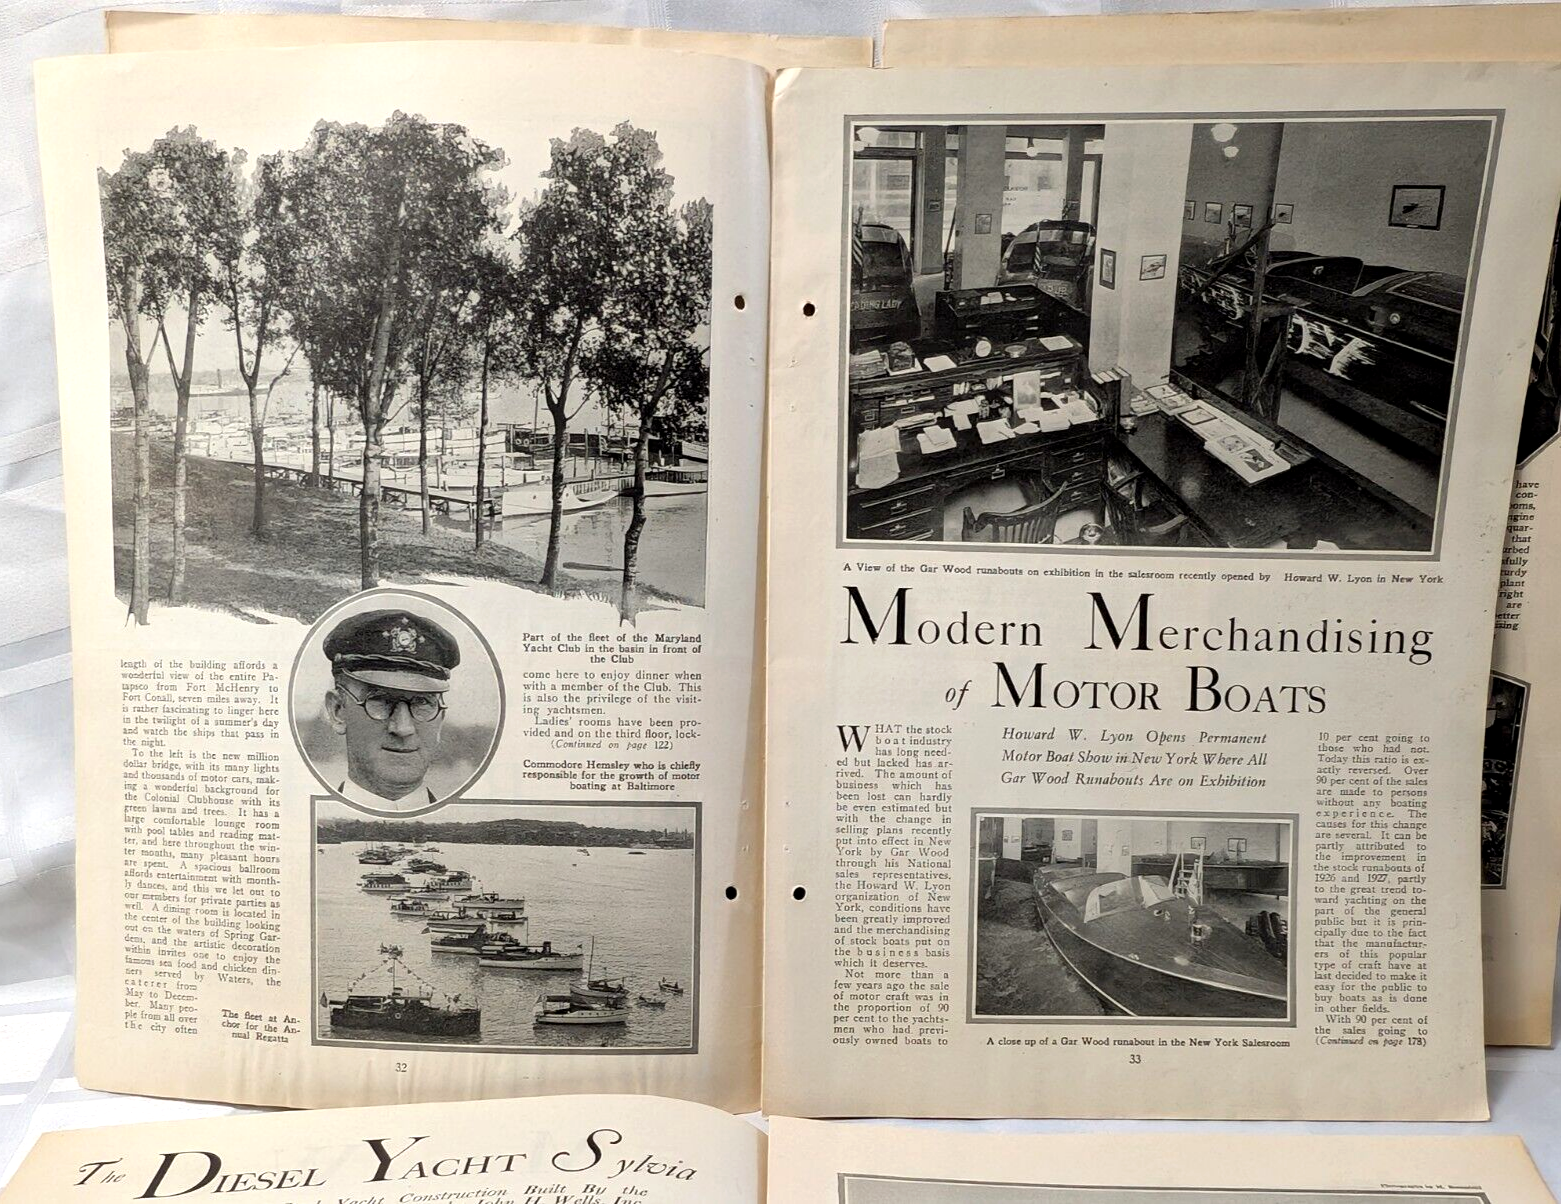 Part of the fleet of the Maryland
Yacht Club in the basin in front of
the Club
length of the building affords a
wonderful view of the entire Pa-
tapsco from Fort McHenry to
Fort Conall, seven miles away. It
is rather fascinating to linger here
in the twilight of a summer's day
and watch the ships that pass in
the night.
To the left is the new million
dollar bridge, with its many lights
and thousands of motor cars, mak-
ing a wonderful background for
the Colonial Clubhouse with its
green lawns and trees. It has a
large comfortable lounge room
with pool tables and reading mat-
ter, and here throughout the win-
ter months, many pleasant hours
are spent. A spacious ballroom
affords entertainment with month-
ly dances, and this we let out to
our members for private parties as
well. A dining room is located in
the center of the building looking
out on the waters of Spring Gar-
dens, and the artistic decoration
within invites one to enjoy the
famous sea food and chicken din-
ners served by Waters, the
caterer from
May to Decem-
ber. Many peo-
ple from all over
the city often
The fleet at An-
chor for the An-
nual Regatta
come here to enjoy dinner when
with a member of the Club. This
is also the privilege of the visit-
ing yachtsmen.
Ladies' rooms have been pro-
vided and on the third floor, lock-
(Continued on page 122)
Commodore Hemsley who is chiefly
responsible for the growth of motor
boating at Baltimore
32
LADY
A View of the Gar Wood runabouts on exhibition in the salesroom recently opened by Howard W. Lyon in New York
Modern Merchandising
of MOTOR BOATS
Howard W. Lyon Opens Permanent
Motor Boat Show in New York Where All
Gar Wood Runabouts Are on Exhibition
WHAT the stock
boat industry
has long need-
ed but lacked has ar-
rived. The amount of
business which has
been lost can hardly
be even estimated but
with the change in
selling plans recently
put into effect in New
York by Gar Wood
through his National
sales representatives,
the Howard W. Lyon
organization of New
York, conditions have
been greatly improved
and the merchandising
of stock boats put on
the business basis
which it deserves.
Not more than a
few years ago the sale
of motor craft was in
the proportion of 90
per cent to the yachts-
men who had previ-
ously owned boats to
10 per cent going to
those who had not.
Today this ratio is ex-
actly reversed. Over
90 per cent of the sales
are made to persons
without any boating
experience. The
causes for this change
are several. It can be
partly attributed to
the improvement in
the stock runabouts of
1926 and 1927, partly
to the great trend to-
ward yachting on the
part of the general
public but it is prin-
cipally due to the fact
that the manufactur-
ers of this popular
type of craft have at
last decided to make it
easy for the public to
buy boats as is done
in other fields.
With 90 per cent of
the sales going to
(Continued on page 178)
A close up of a Gar Wood runabout in the New York Salesroom
33
have
con-
ooms,
ngine
quar-
that
urbed
sfully
turdy
plant
right
are
better
The DIESEL YACHT Sylvia
Yacht Construction Built By the
John H. Wells, Inc.
Photographs by M. Rosenfeld